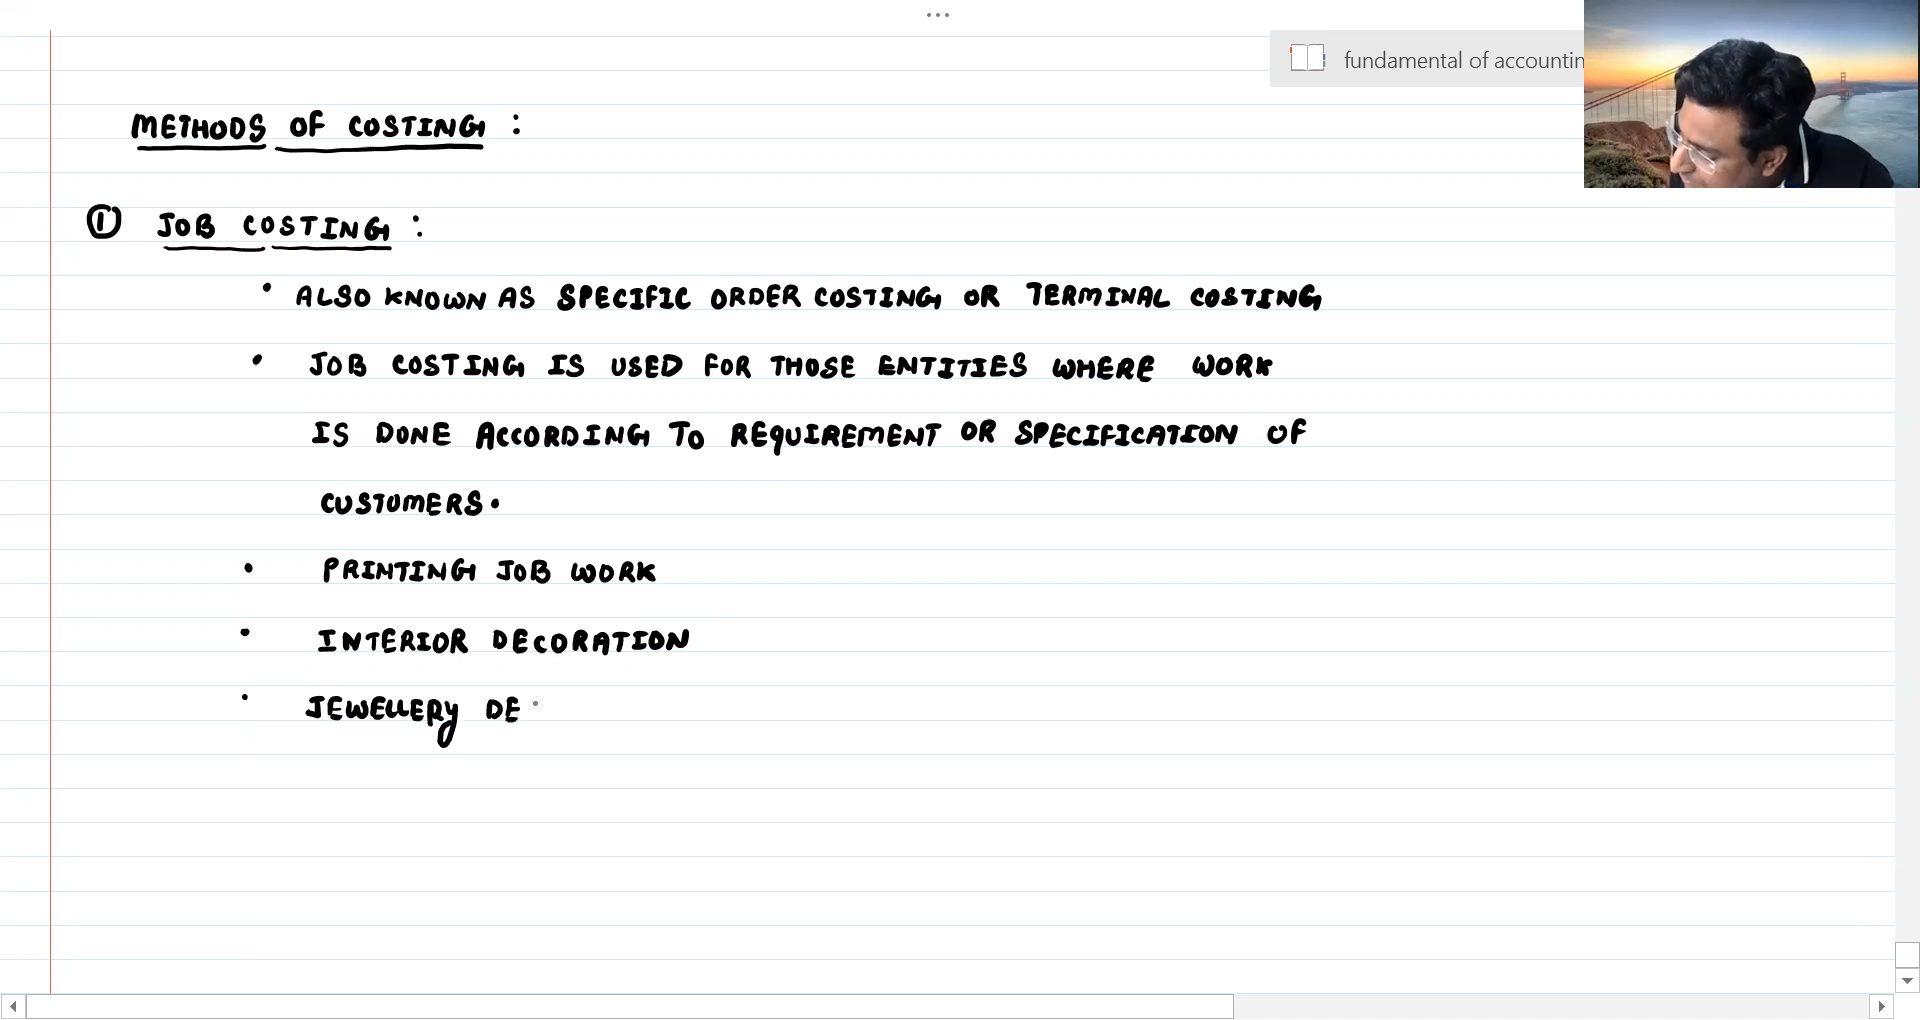 fundamental of accountin
METHODS OF COSTING :
① JOB COSTING :
• ALSO KNOWN AS SPECIFIC ORDER COSTING OR TERMINAL COSTING
• JOB COSTING IS USED FOR THOSE ENTITIES WHERE WORK
IS DONE ACCORDING TO REQUIREMENT OR SPECIFICATION OF
CUSTOMERS.
• PRINTING JOB WORK
• INTERIOR DECORATION
• JEWELLERY DE